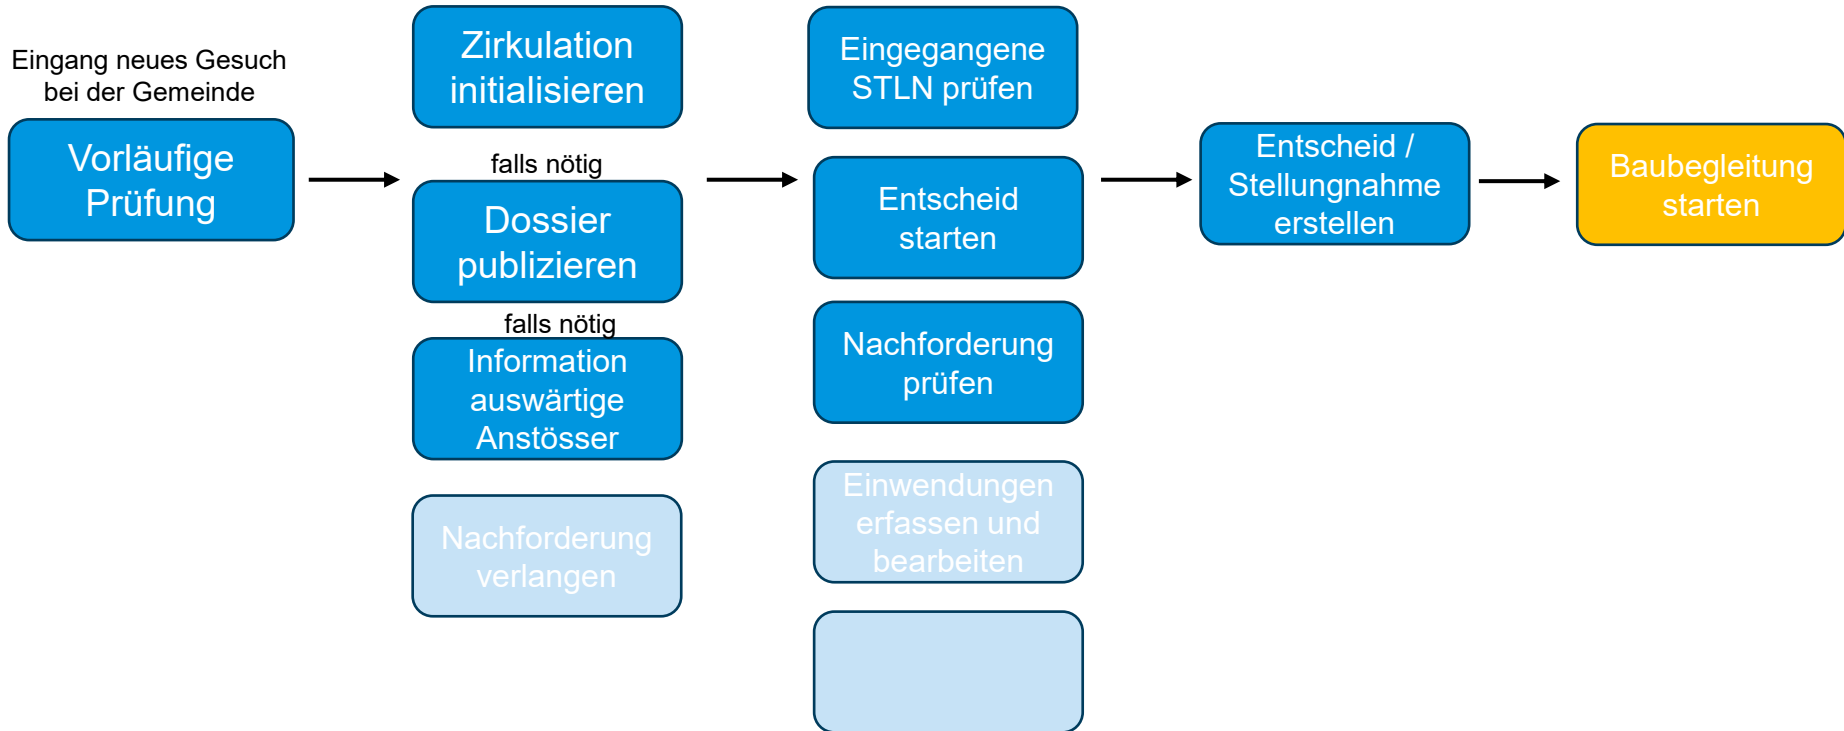 Eingang neues Gesuch
bei der Gemeinde
Vorläufige
Prüfung
Zirkulation
initialisieren
falls nötig
Dossier
publizieren
falls nötig
Information
auswärtige
Anstösser
Nachforderung
verlangen
Eingegangene
STLN prüfen
Entscheid
starten
Nachforderung
prüfen
Einwendungen
erfassen und
bearbeiten
Entscheid /
Stellungnahme
erstellen
Baubegleitung
starten